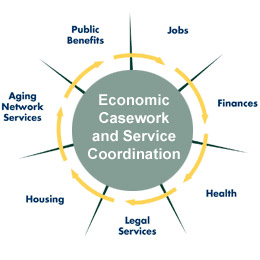 Public
Benefits
Jobs
Finances
Health
Legal
Services
Housing
Aging
Network
Services
Economic
Casework
and Service
Coordination